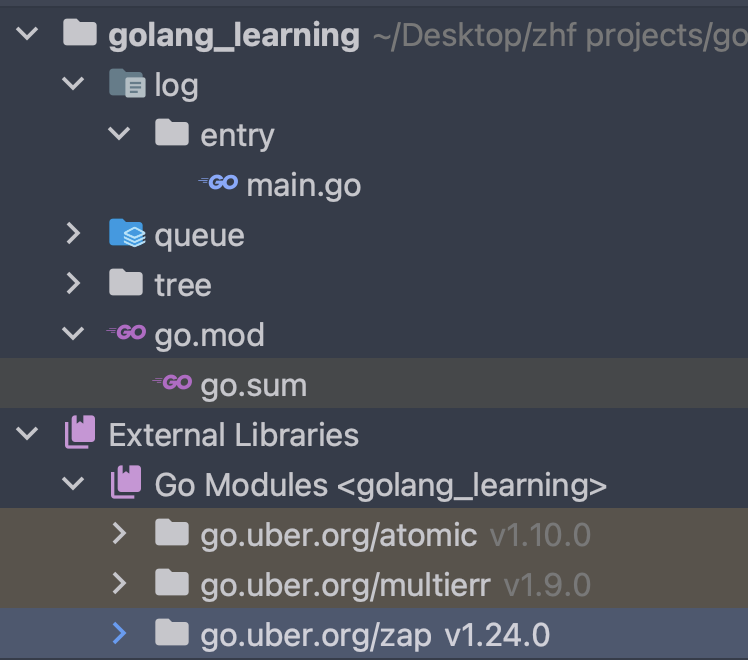 golang_learning ~/Desktop/zhf projects/go
log
entry
GO main.go
queue
tree
GO go.mod
GO go.sum
External Libraries
Go Modules <golang_learning>
go.uber.org/atomic v1.10.0
go.uber.org/multierr v1.9.0
go.uber.org/zap v1.24.0